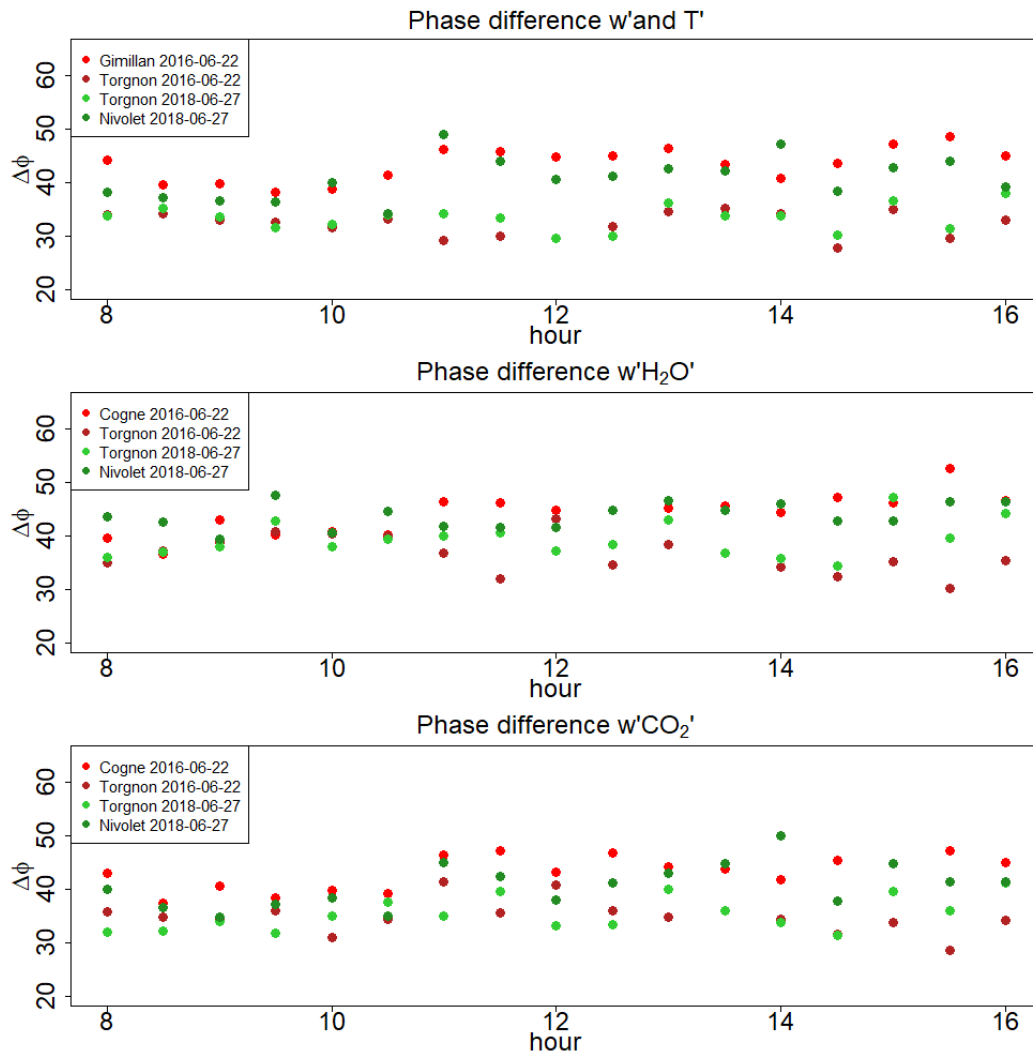 Phase difference w'and T'
Gimillan 2016-06-22
Torgnon 2016-06-22
Torgnon 2018-06-27
Nivolet 2018-06-27
Δϕ
60
50
40
30
20
8 10 12 14 16
hour
Phase difference w'H₂O'
Cogne 2016-06-22
Torgnon 2016-06-22
Torgnon 2018-06-27
Nivolet 2018-06-27
Δϕ
60
50
40
30
20
8 10 12 14 16
hour
Phase difference w'CO₂'
Cogne 2016-06-22
Torgnon 2016-06-22
Torgnon 2018-06-27
Nivolet 2018-06-27
Δϕ
60
50
40
30
20
8 10 12 14 16
hour